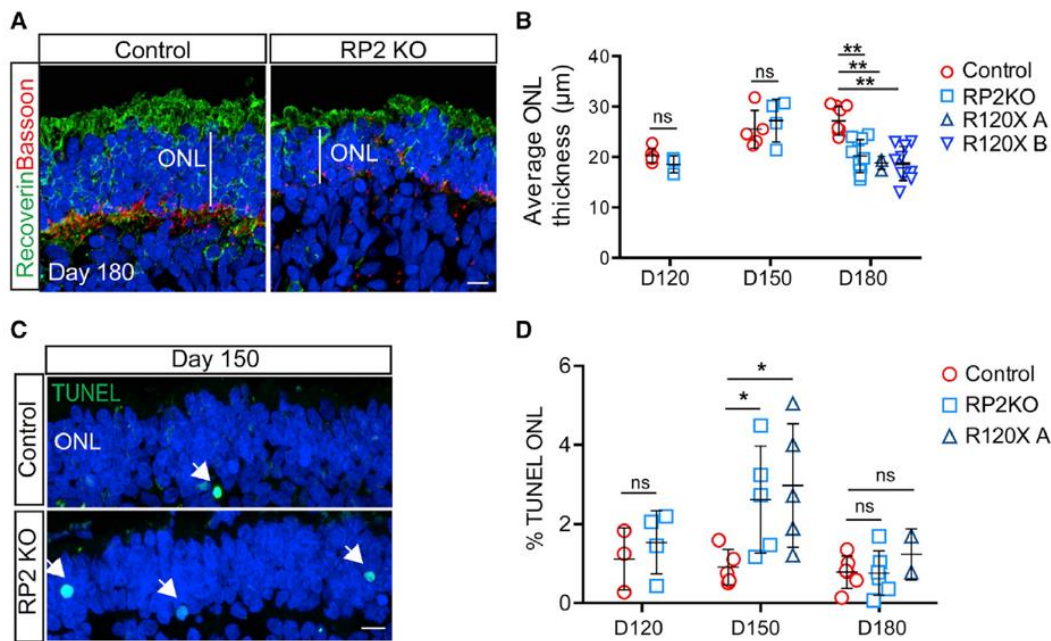 A
Control
RP2 KO
RecoverinBassoon
ONL
ONL
Day 180
B
Average ONL
thickness (μm)
40
30
20
10
0
ns
ns
**
**
**
D120
D150
D180
Control
RP2KO
R120X A
R120X B
C
Day 150
Control
TUNEL
ONL
RP2 KO
D
% TUNEL ONL
6
4
2
0
ns
*
*
ns
ns
D120
D150
D180
Control
RP2KO
R120X A